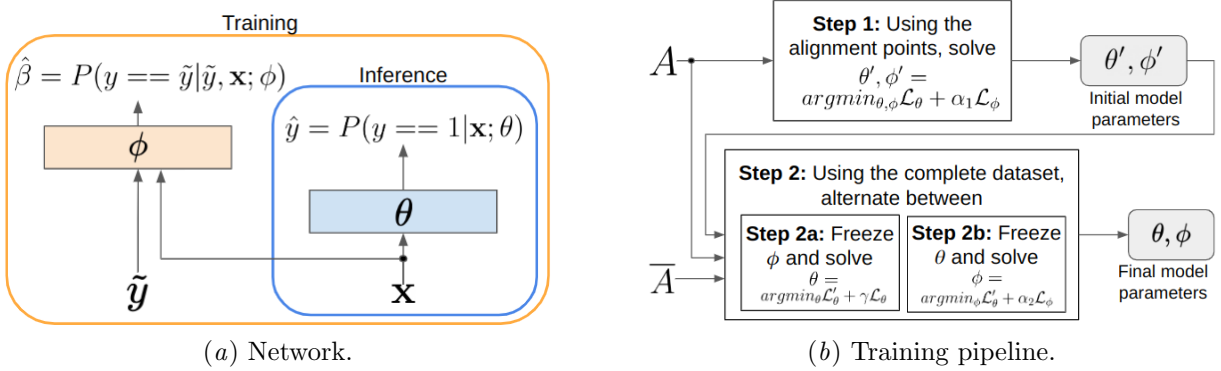 Training
β̂ = P(y == ỹ|ỹ, x; ϕ)
Inference
ŷ = P(y == 1|x; θ)
ϕ
θ
ỹ
x
(a) Network.
A
Step 1: Using the
alignment points, solve
θ′, ϕ′ =
argmin_{θ,ϕ} ℒ_θ + α₁ℒ_ϕ
θ′, ϕ′
Initial model
parameters
Step 2: Using the complete dataset,
alternate between
Step 2a: Freeze
ϕ and solve
θ =
argmin_θ ℒ′_θ + γℒ_θ
Step 2b: Freeze
θ and solve
ϕ =
argmin_ϕ ℒ′_θ + α₂ℒ_ϕ
A̅
θ, ϕ
Final model
parameters
(b) Training pipeline.